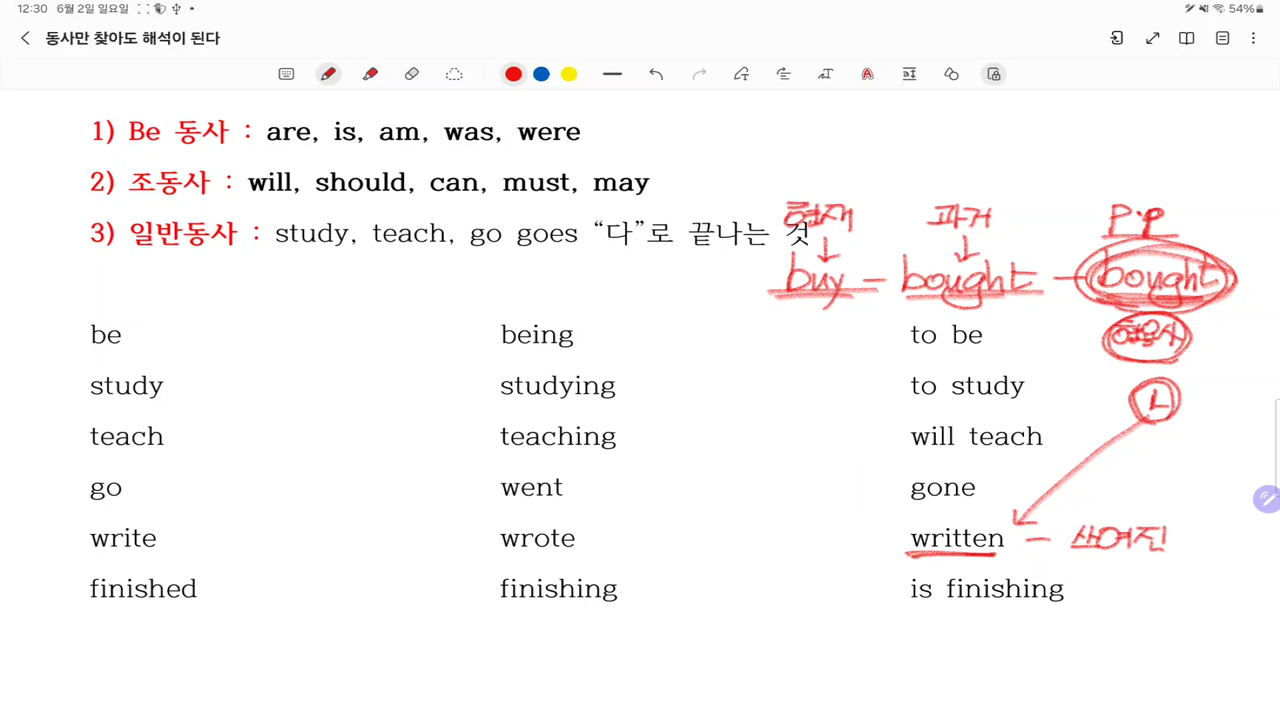 12:30 6월 2일 일요일
54%
동사만 찾아도 해석이 된다
1) Be 동사 : are, is, am, was, were
2) 조동사 : will, should, can, must, may
3) 일반동사 : study, teach, go goes “다”로 끝나는 것
현재 과거 P.P
buy - bought - bought
형용사
be being to be
study studying to study
ㄴ
teach teaching will teach
go went gone
write wrote written - 쓰여진
finished finishing is finishing